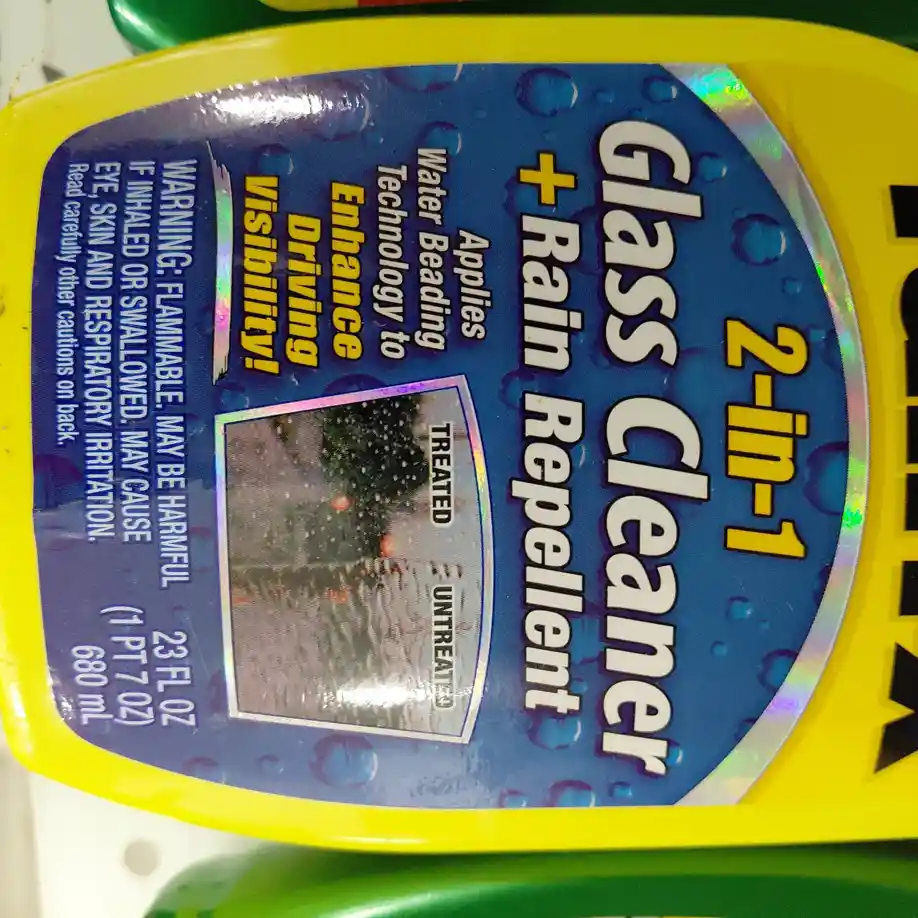 2-in-1
Glass Cleaner
+ Rain Repellent
Applies
Water Beading
Technology to
Enhance
Driving
Visibility!
TREATED
UNTREATED
WARNING: FLAMMABLE. MAY BE HARMFUL
IF INHALED OR SWALLOWED. MAY CAUSE
EYE, SKIN AND RESPIRATORY IRRITATION.
Read carefully other cautions on back.
23 FL OZ
(1 PT 7 OZ)
680 mL